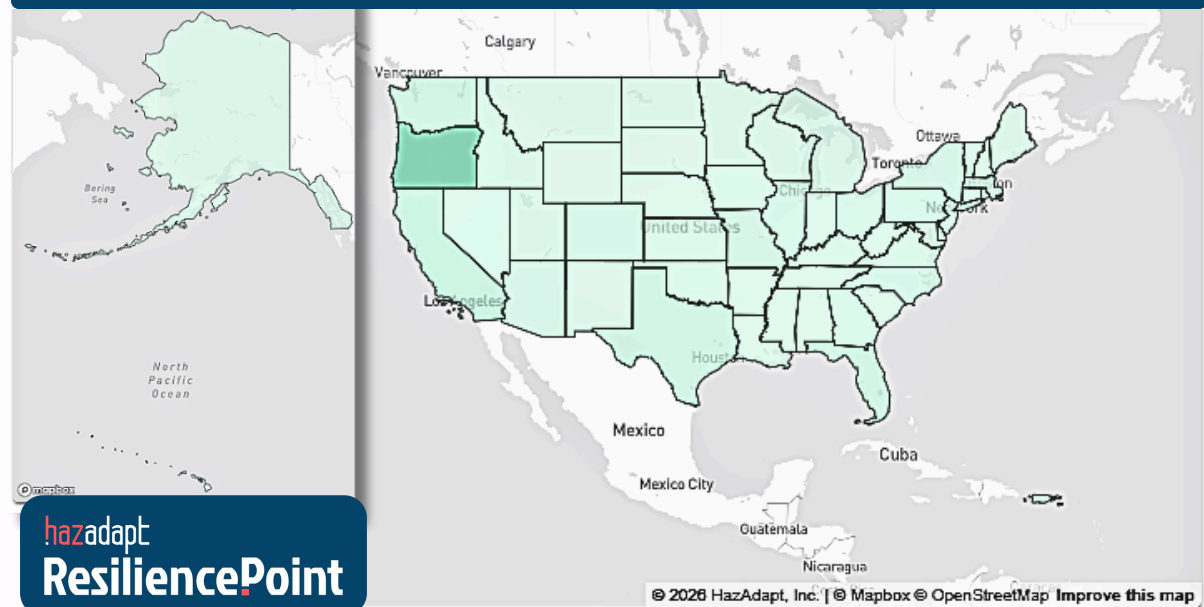 Calgary
Vancouver
Ottawa
Toronto
Chicago
New York
United States
Los Angeles
Houston
Mexico
Cuba
Mexico City
Guatemala
Nicaragua
Bering
Sea
North
Pacific
Ocean
mapbox
hazadapt
ResiliencePoint
© 2026 HazAdapt, Inc. | © Mapbox © OpenStreetMap Improve this map